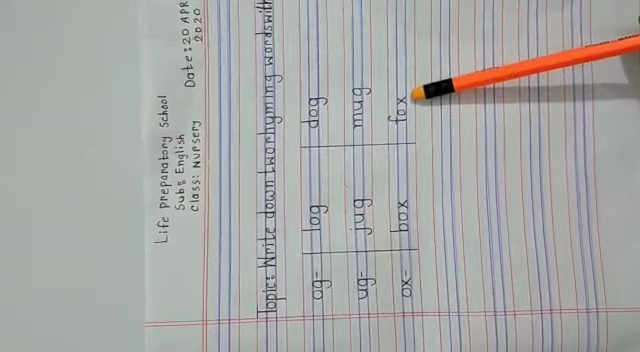 Life preparatory School
Sub: English
Class: Nursery Date: 20 APR 2020
Topic: Write down two rhyming words with
og- log dog
ug- jug mug
ox- box fox